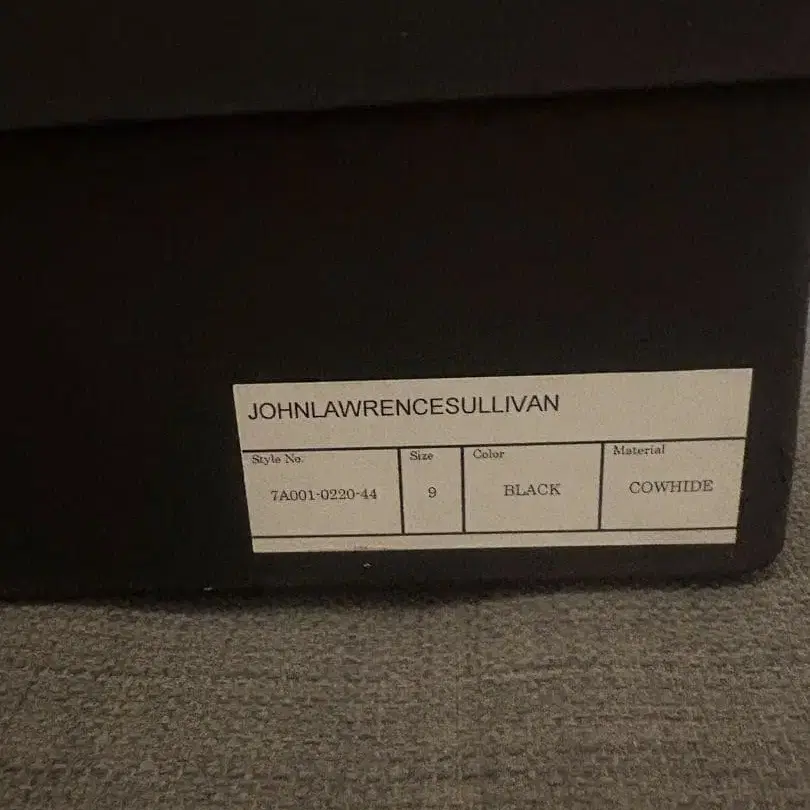 JOHNLAWRENCESULLIVAN
Style No. Size Color Material
7A001-0220-44 9 BLACK COWHIDE